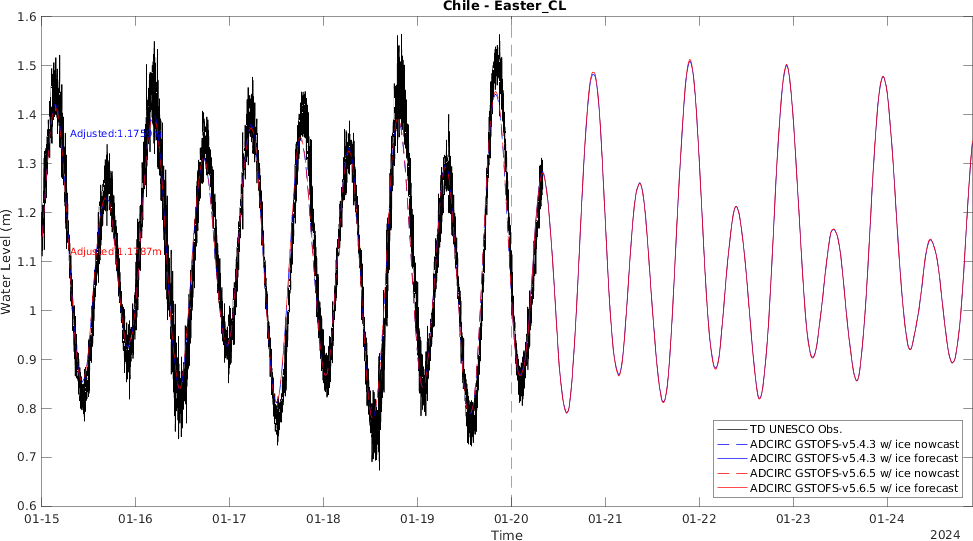 Chile - Easter_CL
1.6
1.5
1.4
1.3
1.2
1.1
1
0.9
0.8
0.7
0.6
Water Level (m)
Adjusted:1.1787m
01-15
01-16
01-17
01-18
01-19
01-20
01-21
01-22
01-23
01-24
Time
2024
TD UNESCO Obs.
ADCIRC GSTOFS-v5.4.3 w/ ice nowcast
ADCIRC GSTOFS-v5.4.3 w/ ice forecast
ADCIRC GSTOFS-v5.6.5 w/ ice nowcast
ADCIRC GSTOFS-v5.6.5 w/ ice forecast